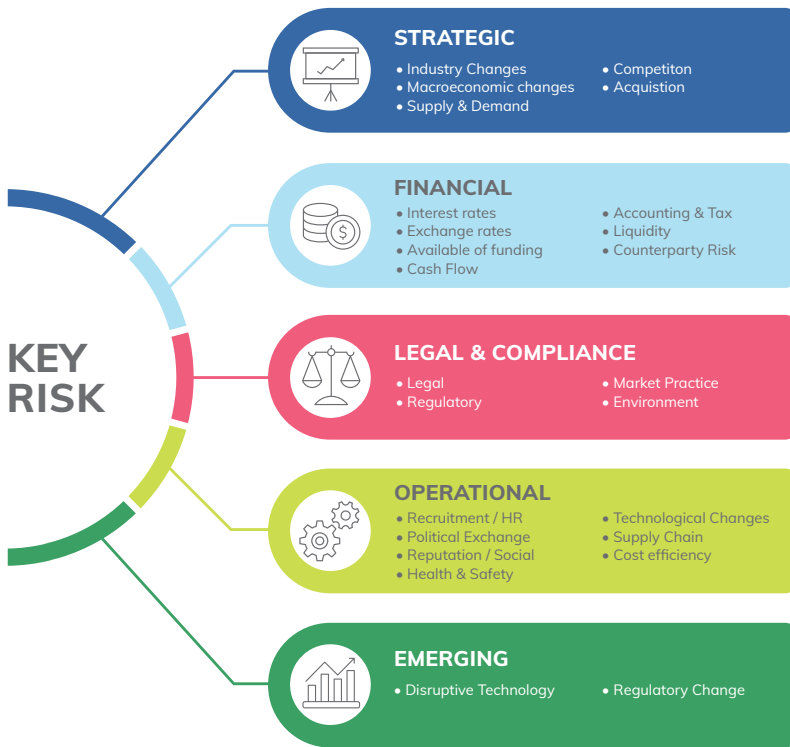 KEY
RISK
STRATEGIC
• Industry Changes
• Macroeconomic changes
• Supply & Demand
• Competiton
• Acquistion
FINANCIAL
• Interest rates
• Exchange rates
• Available of funding
• Cash Flow
• Accounting & Tax
• Liquidity
• Counterparty Risk
$
LEGAL & COMPLIANCE
• Legal
• Regulatory
• Market Practice
• Environment
OPERATIONAL
• Recruitment / HR
• Political Exchange
• Reputation / Social
• Health & Safety
• Technological Changes
• Supply Chain
• Cost efficiency
EMERGING
• Disruptive Technology
• Regulatory Change